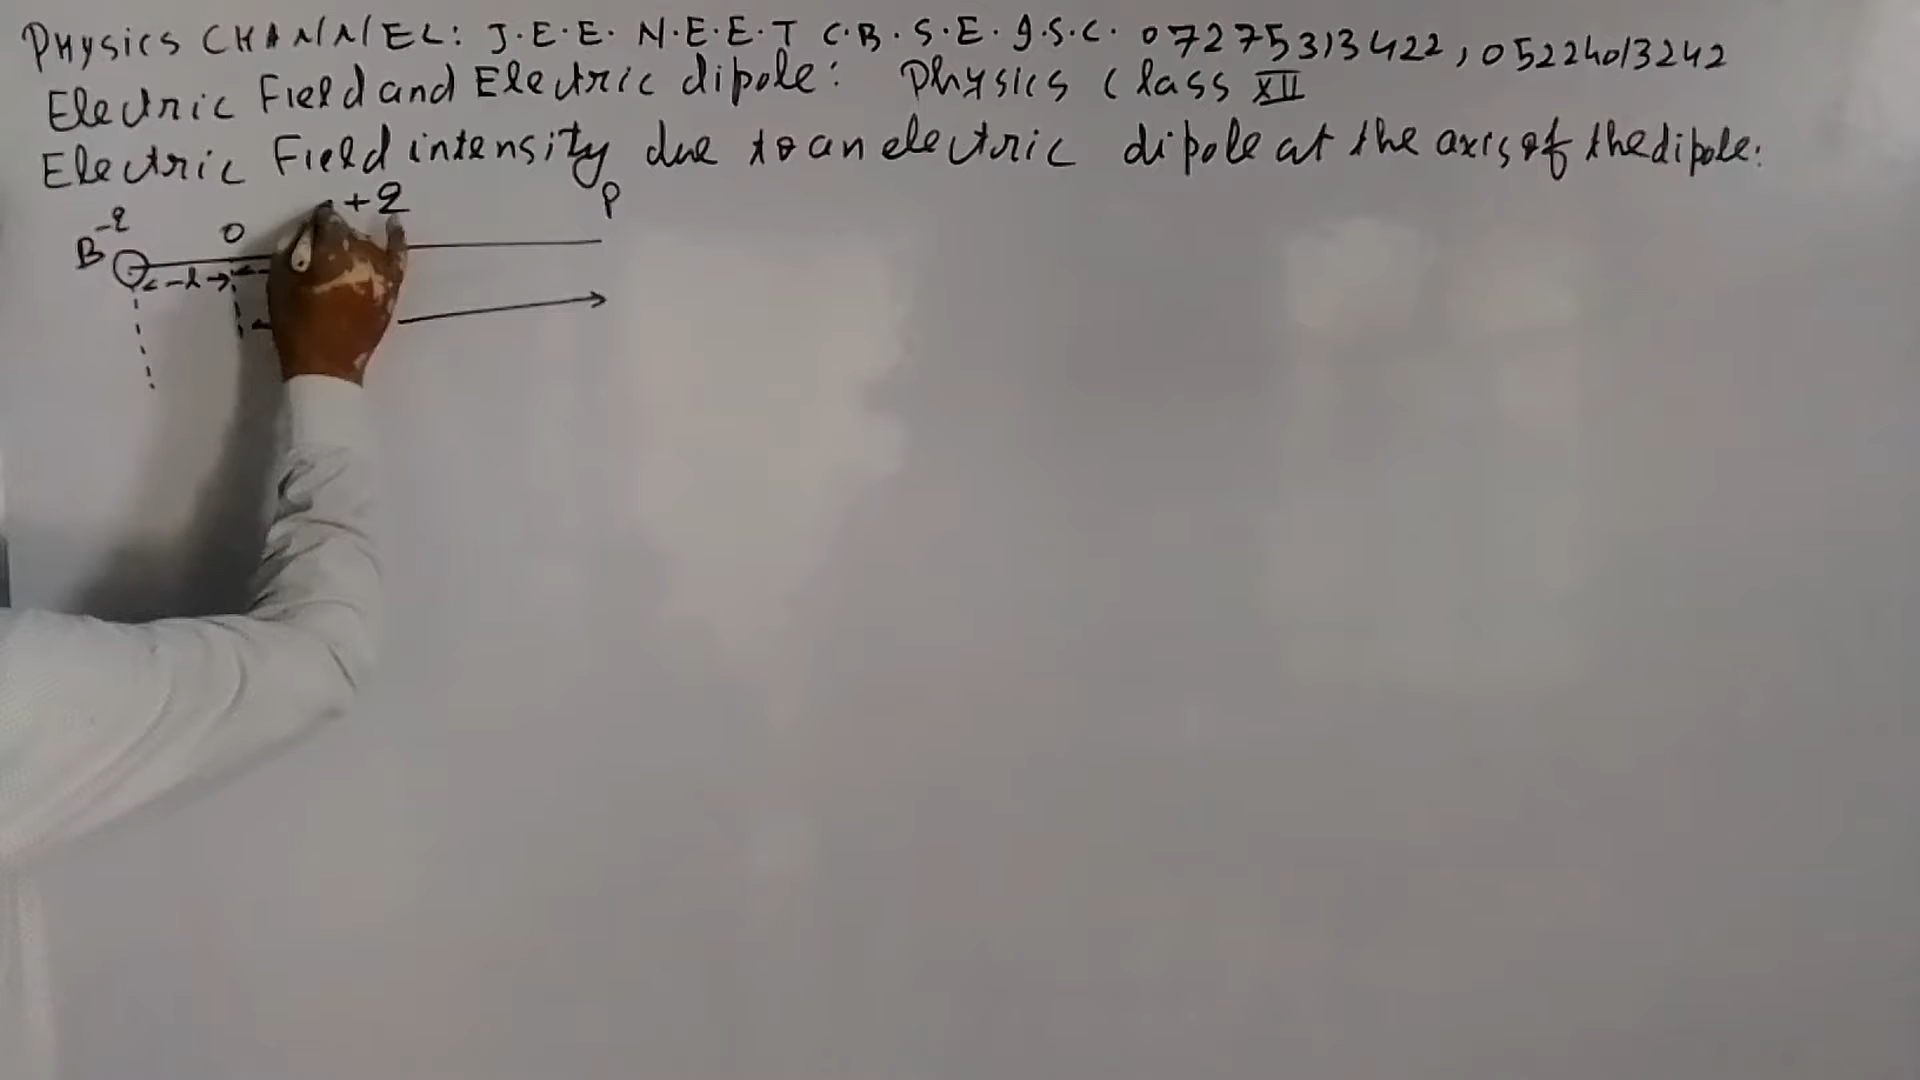 Physics CHANNEL: J.E.E. N.E.E.T C.B.S.E. I.S.C. 07275313422, 05224013242
Electric Field and Electric dipole: Physics Class XII
Electric Field intensity due to an electric dipole at the axis of the dipole:
-q +q P
B O
l